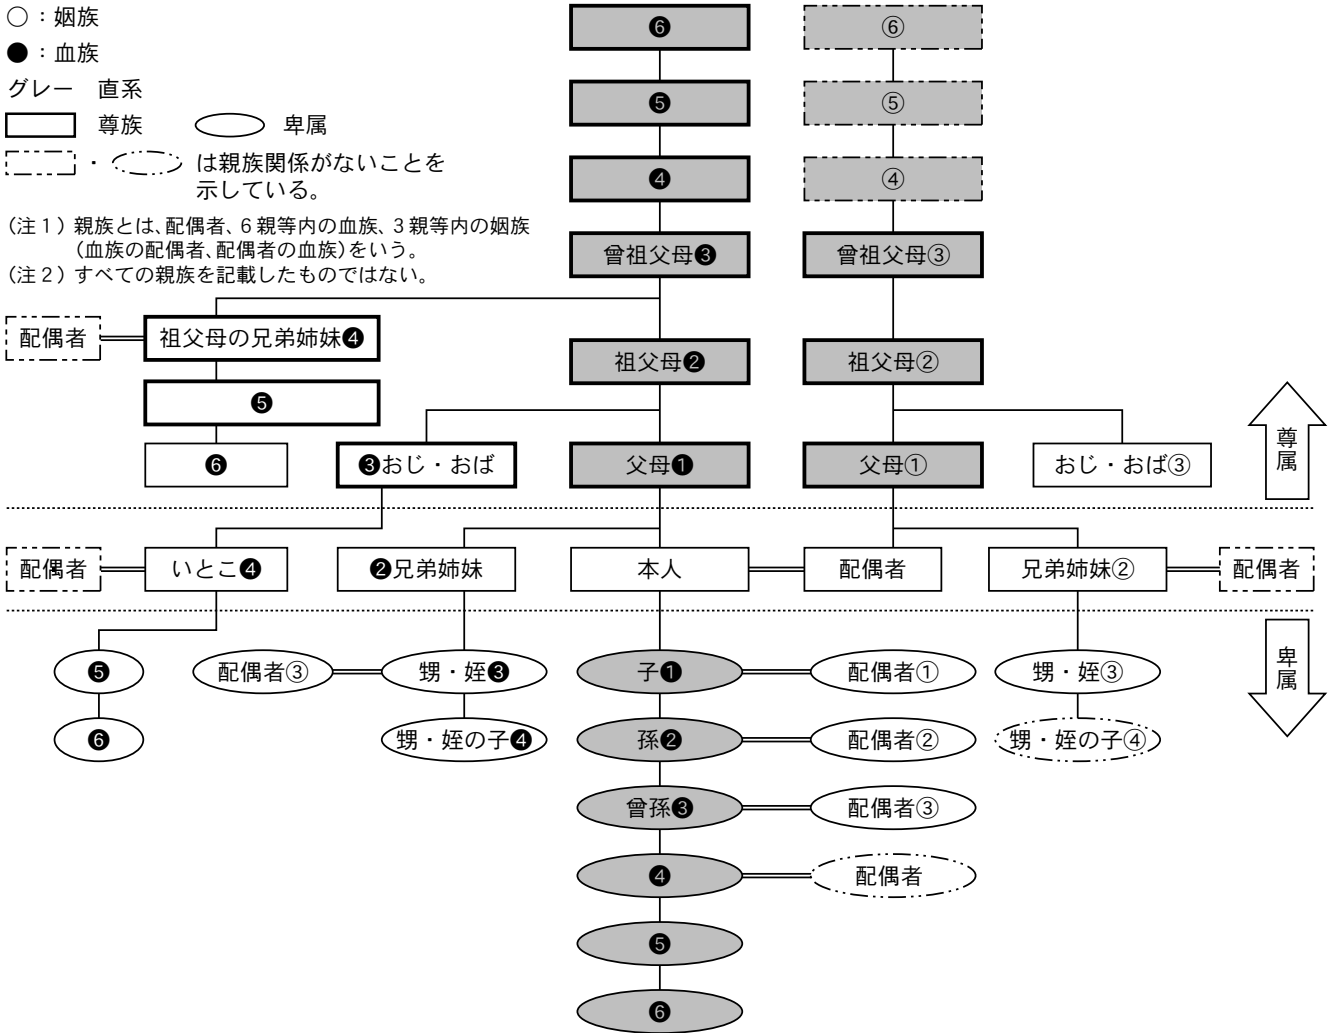 ○：姻族
●：血族
グレー 直系
尊族 卑属
・ は親族関係がないことを
示している。
（注１）親族とは、配偶者、６親等内の血族、３親等内の姻族
（血族の配偶者、配偶者の血族）をいう。
（注２）すべての親族を記載したものではない。
❻ ⑥
❺ ⑤
❹ ④
曾祖父母❸ 曾祖父母③
配偶者 祖父母の兄弟姉妹❹
祖父母❷ 祖父母②
❺
❻ ❸おじ・おば 父母❶ 父母① おじ・おば③
尊属
配偶者 いとこ❹ ❷兄弟姉妹 本人 配偶者 兄弟姉妹② 配偶者
❺ 配偶者③ 甥・姪❸ 子❶ 配偶者① 甥・姪③
卑属
❻ 甥・姪の子❹ 孫❷ 配偶者② 甥・姪の子④
曾孫❸ 配偶者③
❹ 配偶者
❺
❻